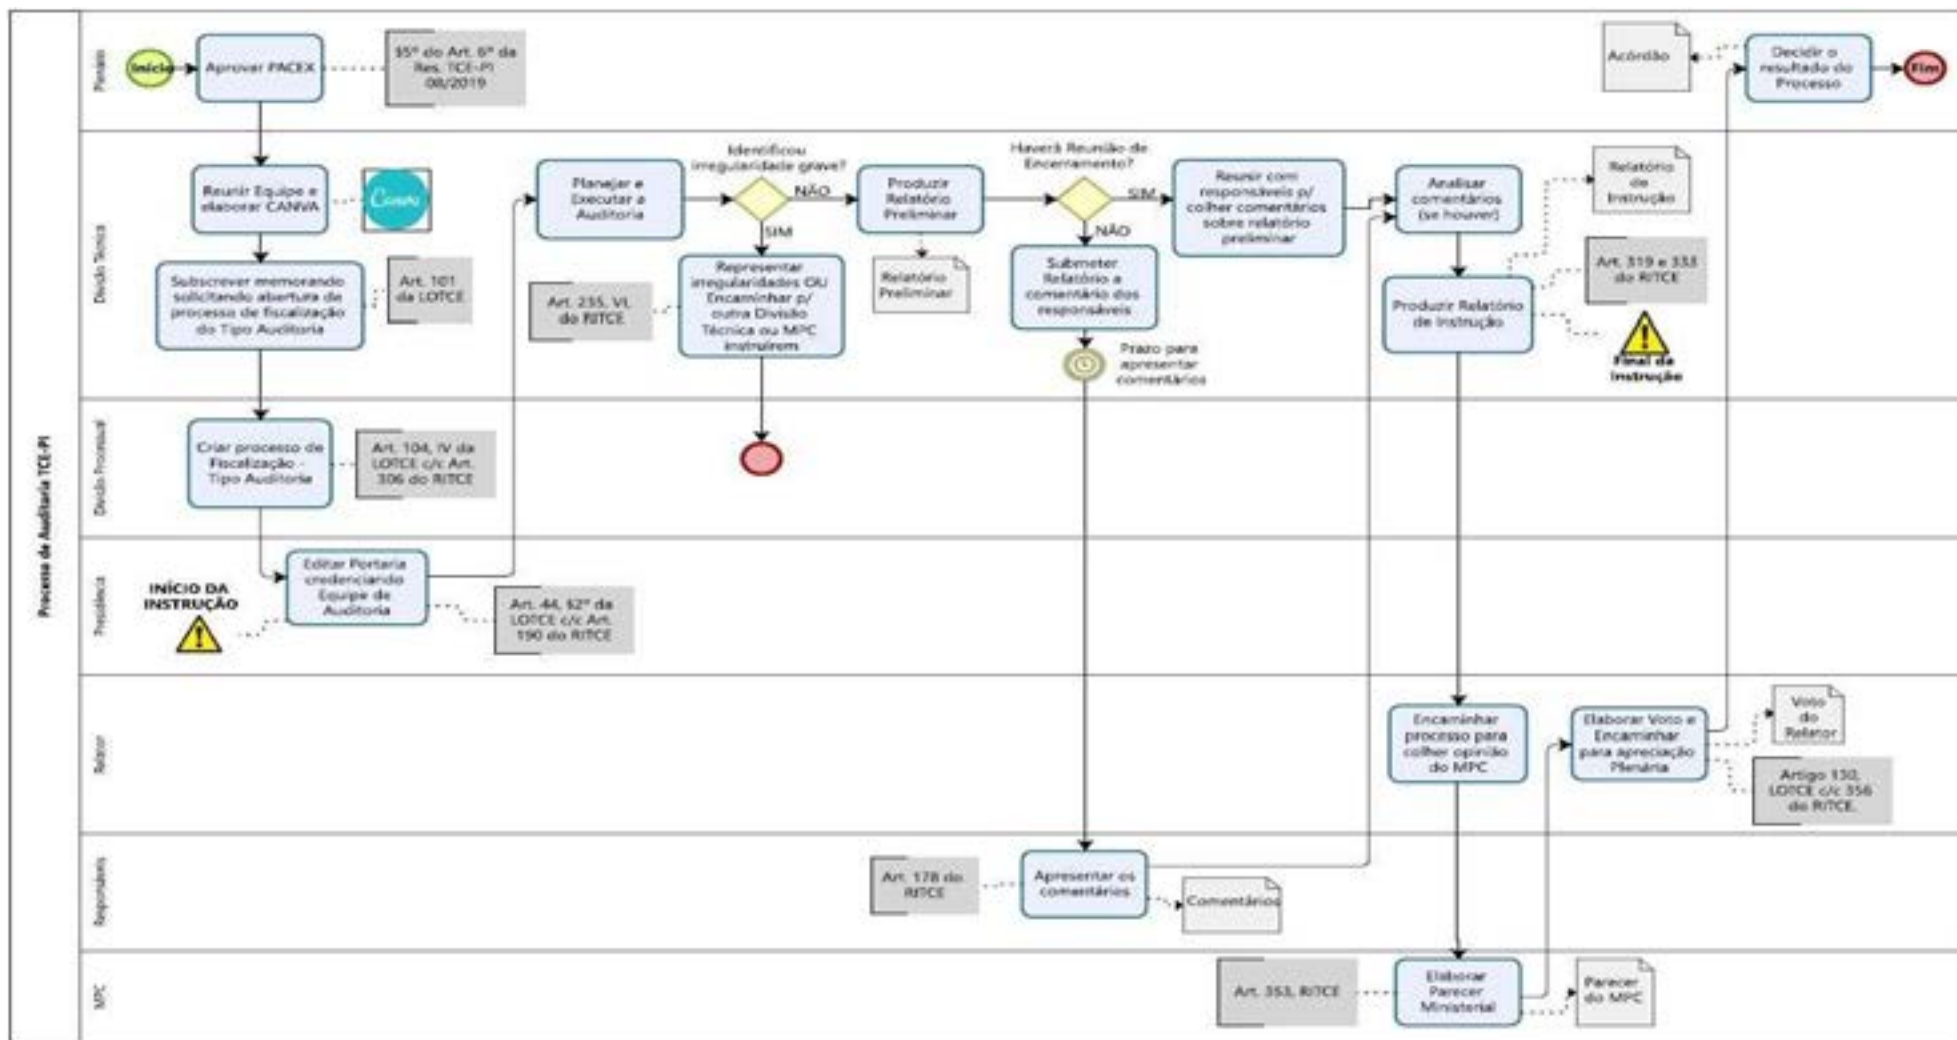 Processo de Auditoria TCE-PI
Plenário
Início
Aprovar PACEX
§5º do Art. 6º da
Res. TCE-PI
08/2019
Acórdão
Decidir o
resultado do
Processo
Fim
Divisão Técnica
Reunir Equipe e
elaborar CANVA
Canva
Subscrever memorando
solicitando abertura de
processo de fiscalização
do Tipo Auditoria
Art. 101
da LOTCE
Planejar e
Executar a
Auditoria
Identificou
irregularidade grave?
NÃO
SIM
Art. 235, VI,
do RITCE
Representar
irregularidades OU
Encaminhar p/
outra Divisão
Técnica ou MPC
instruírem
Produzir
Relatório
Preliminar
Relatório
Preliminar
Haverá Reunião de
Encerramento?
SIM
NÃO
Submeter
Relatório a
comentário dos
responsáveis
Prazo para
apresentar
comentários
Reunir com
responsáveis p/
colher comentários
sobre relatório
preliminar
Analisar
comentários
(se houver)
Produzir Relatório
de Instrução
Relatório
de
Instrução
Art. 319 e 333
do RITCE
Final da
Instrução
Divisão Processual
Criar processo de
Fiscalização -
Tipo Auditoria
Art. 104, IV da
LOTCE c/c Art.
306 do RITCE
Presidência
INÍCIO DA
INSTRUÇÃO
Editar Portaria
credenciando
Equipe de
Auditoria
Art. 44, §2º da
LOTCE c/c Art.
190 do RITCE
Relator
Encaminhar
processo para
colher opinião
do MPC
Elaborar Voto e
Encaminhar
para apreciação
Plenária
Voto
do
Relator
Artigo 130,
LOTCE c/c 356
do RITCE.
Responsáveis
Art. 178 do
RITCE
Apresentar os
comentários
Comentários
MPC
Art. 353, RITCE
Elaborar
Parecer
Ministerial
Parecer
do MPC